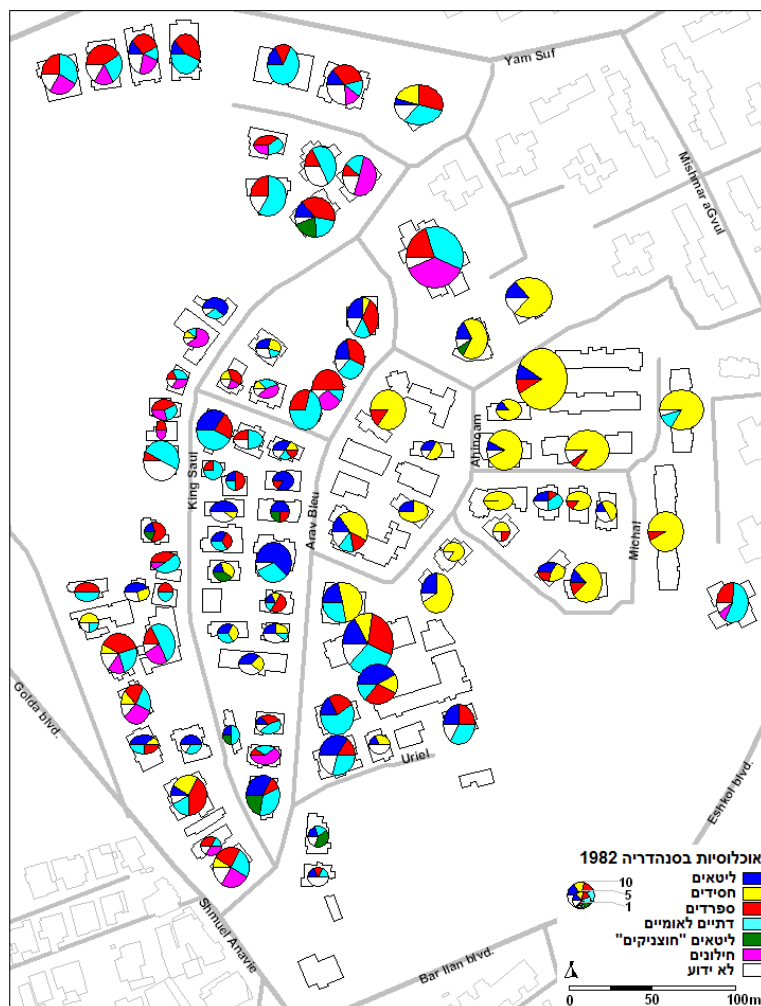 Yam Suf
Mishmar aGvul
King Saul
Arav Bleu
Ahinoam
Michal
Golda blvd.
Uriel
Eshkol blvd.
Shmuel Anavie
Bar Ilan blvd.
אוכלוסיות בסנהדריה 1982
10
5
1
ליטאים
חסידים
ספרדים
דתיים לאומיים
ליטאים "חוצניקים"
חילונים
לא ידוע
0 50 100m